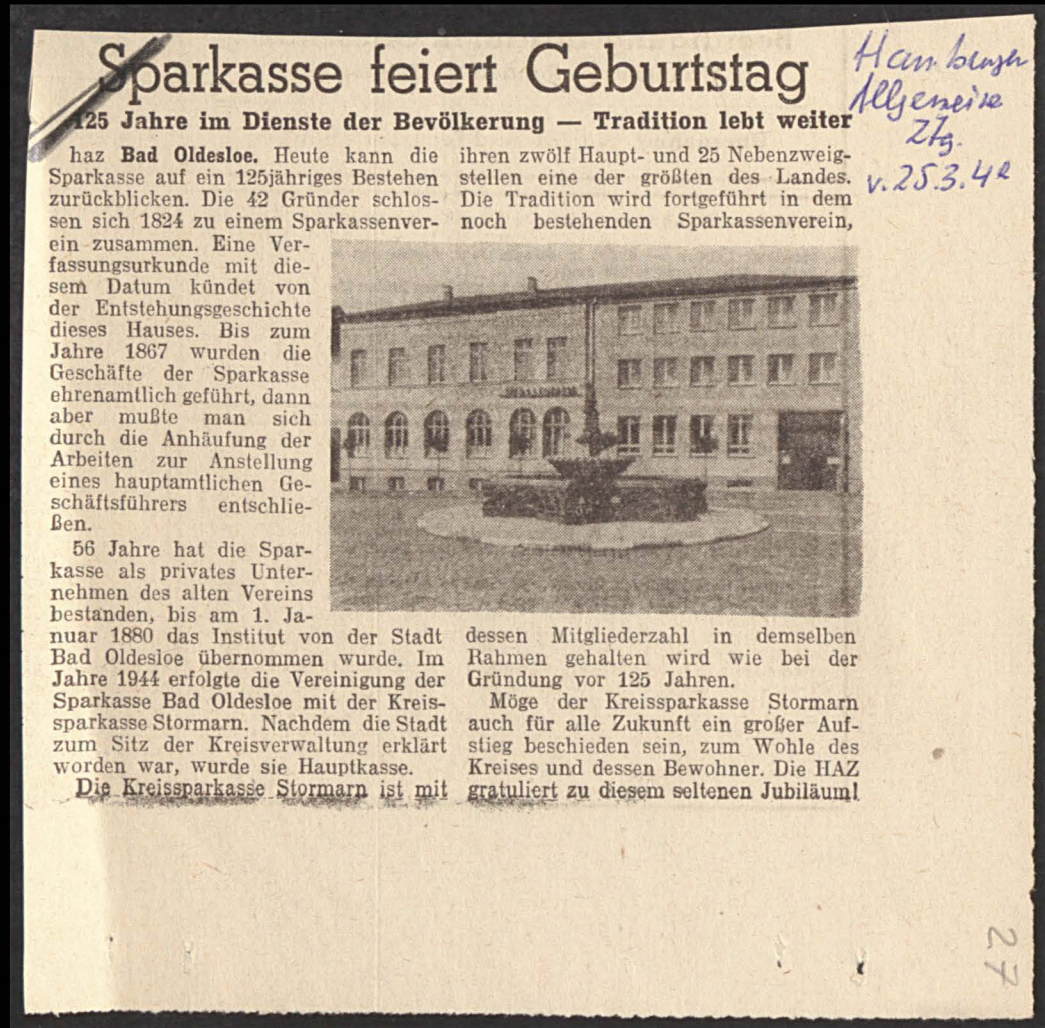 Sparkasse feiert Geburtstag
125 Jahre im Dienste der Bevölkerung — Tradition lebt weiter
Hamburger
Allgemeine
Ztg.
v. 25.3.49
haz Bad Oldesloe. Heute kann die
Sparkasse auf ein 125jähriges Bestehen
zurückblicken. Die 42 Gründer schlos-
sen sich 1824 zu einem Sparkassenver-
ein zusammen. Eine Ver-
fassungsurkunde mit die-
sem Datum kündet von
der Entstehungsgeschichte
dieses Hauses. Bis zum
Jahre 1867 wurden die
Geschäfte der Sparkasse
ehrenamtlich geführt, dann
aber mußte man sich
durch die Anhäufung der
Arbeiten zur Anstellung
eines hauptamtlichen Ge-
schäftsführers entschlie-
ßen.
56 Jahre hat die Spar-
kasse als privates Unter-
nehmen des alten Vereins
bestanden, bis am 1. Ja-
nuar 1880 das Institut von der Stadt
Bad Oldesloe übernommen wurde. Im
Jahre 1944 erfolgte die Vereinigung der
Sparkasse Bad Oldesloe mit der Kreis-
sparkasse Stormarn. Nachdem die Stadt
zum Sitz der Kreisverwaltung erklärt
worden war, wurde sie Hauptkasse.
Die Kreissparkasse Stormarn ist mit
ihren zwölf Haupt- und 25 Nebenzweig-
stellen eine der größten des Landes.
Die Tradition wird fortgeführt in dem
noch bestehenden Sparkassenverein,
dessen Mitgliederzahl in demselben
Rahmen gehalten wird wie bei der
Gründung vor 125 Jahren.
Möge der Kreissparkasse Stormarn
auch für alle Zukunft ein großer Auf-
stieg beschieden sein, zum Wohle des
Kreises und dessen Bewohner. Die HAZ
gratuliert zu diesem seltenen Jubiläum!
27